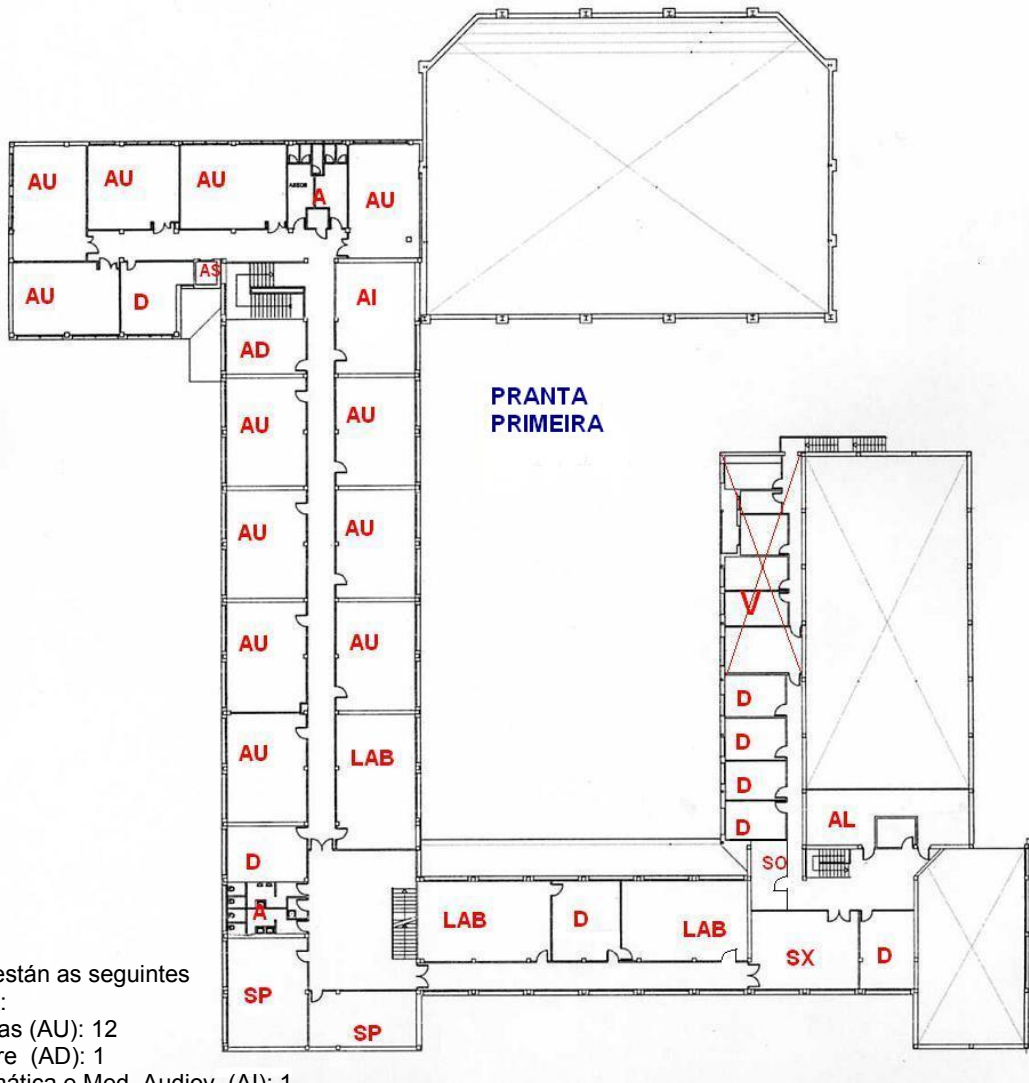 AU
AU
AU
A
AU
AS
AU
D
AI
AD
PRANTA
PRIMEIRA
AU
AU
AU
AU
AU
AU
V
D
AU
LAB
D
D
D
AL
D
SO
A
LAB
D
LAB
SX
D
SP
SP
están as seguintes
:
as (AU): 12
re (AD): 1